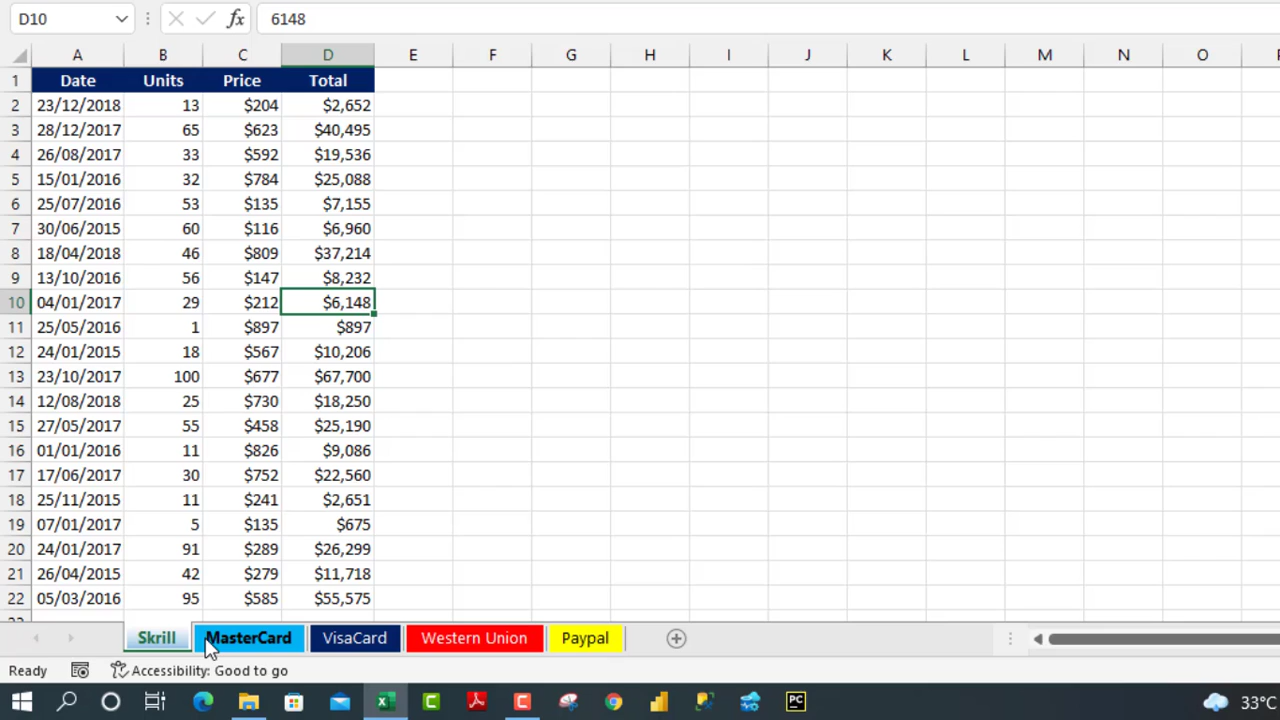 D10 fx 6148
A B C D E F G H I J K L M N O
1 Date Units Price Total
2 23/12/2018 13 $204 $2,652
3 28/12/2017 65 $623 $40,495
4 26/08/2017 33 $592 $19,536
5 15/01/2016 32 $784 $25,088
6 25/07/2016 53 $135 $7,155
7 30/06/2015 60 $116 $6,960
8 18/04/2018 46 $809 $37,214
9 13/10/2016 56 $147 $8,232
10 04/01/2017 29 $212 $6,148
11 25/05/2016 1 $897 $897
12 24/01/2015 18 $567 $10,206
13 23/10/2017 100 $677 $67,700
14 12/08/2018 25 $730 $18,250
15 27/05/2017 55 $458 $25,190
16 01/01/2016 11 $826 $9,086
17 17/06/2017 30 $752 $22,560
18 25/11/2015 11 $241 $2,651
19 07/01/2017 5 $135 $675
20 24/01/2017 91 $289 $26,299
21 26/04/2015 42 $279 $11,718
22 05/03/2016 95 $585 $55,575
Skrill MasterCard VisaCard Western Union Paypal
Ready Accessibility: Good to go
PC 33°C